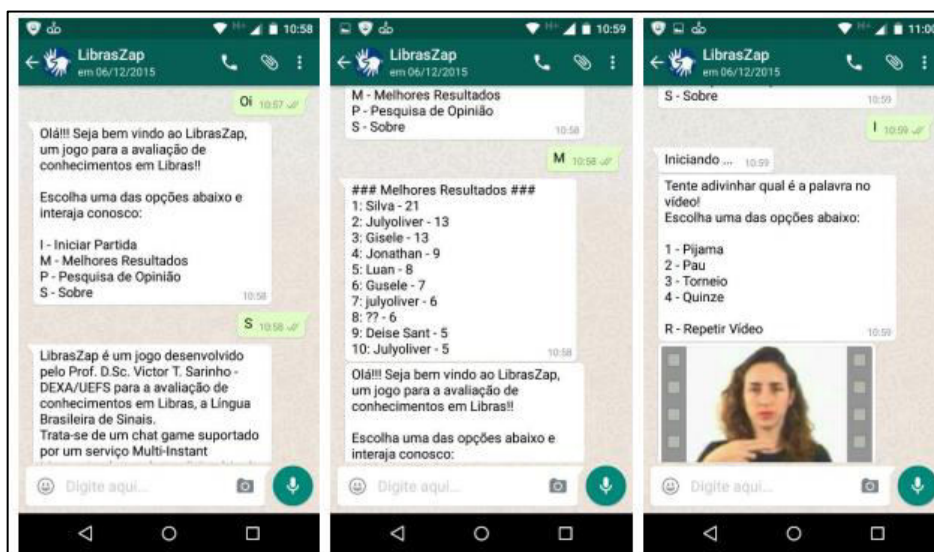 10:58
LibrasZap
em 06/12/2015
Oi 10:57
Olá!!! Seja bem vindo ao LibrasZap,
um jogo para a avaliação de
conhecimentos em Libras!!
Escolha uma das opções abaixo e
interaja conosco:
I - Iniciar Partida
M - Melhores Resultados
P - Pesquisa de Opinião
S - Sobre 10:58
S 10:58
LibrasZap é um jogo desenvolvido
pelo Prof. D.Sc. Victor T. Sarinho -
DEXA/UEFS para a avaliação de
conhecimentos em Libras, a Língua
Brasileira de Sinais.
Trata-se de um chat game suportado
por um serviço Multi-Instant
Digite aqui...
H+ 10:59
LibrasZap
em 06/12/2015
M - Melhores Resultados
P - Pesquisa de Opinião
S - Sobre 10:58
M 10:58
### Melhores Resultados ###
1: Silva - 21
2: Julyoliver - 13
3: Gisele - 13
4: Jonathan - 9
5: Luan - 8
6: Gusele - 7
7: julyoliver - 6
8: ?? - 6
9: Deise Sant - 5
10: Julyoliver - 5 10:58
Olá!!! Seja bem vindo ao LibrasZap,
um jogo para a avaliação de
conhecimentos em Libras!!
Escolha uma das opções abaixo e
interaja conosco:
Digite aqui...
H+ 11:00
LibrasZap
em 06/12/2015
S - Sobre 10:59
I 10:59
Iniciando ... 10:59
Tente adivinhar qual é a palavra no
vídeo!
Escolha uma das opções abaixo:
1 - Pijama
2 - Pau
3 - Torneio
4 - Quinze
R - Repetir Vídeo 10:59
Digite aqui...